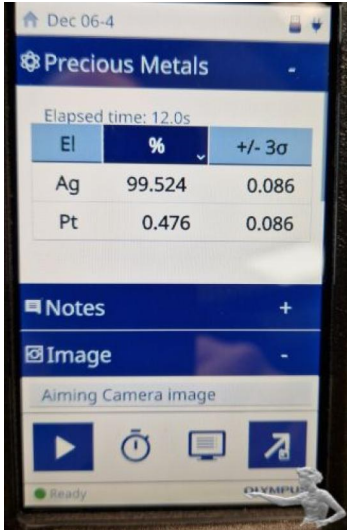 Dec 06-4
Precious Metals -
Elapsed time: 12.0s
El % +/- 3σ
Ag 99.524 0.086
Pt 0.476 0.086
Notes +
Image -
Aiming Camera image
Ready OLYMPUS